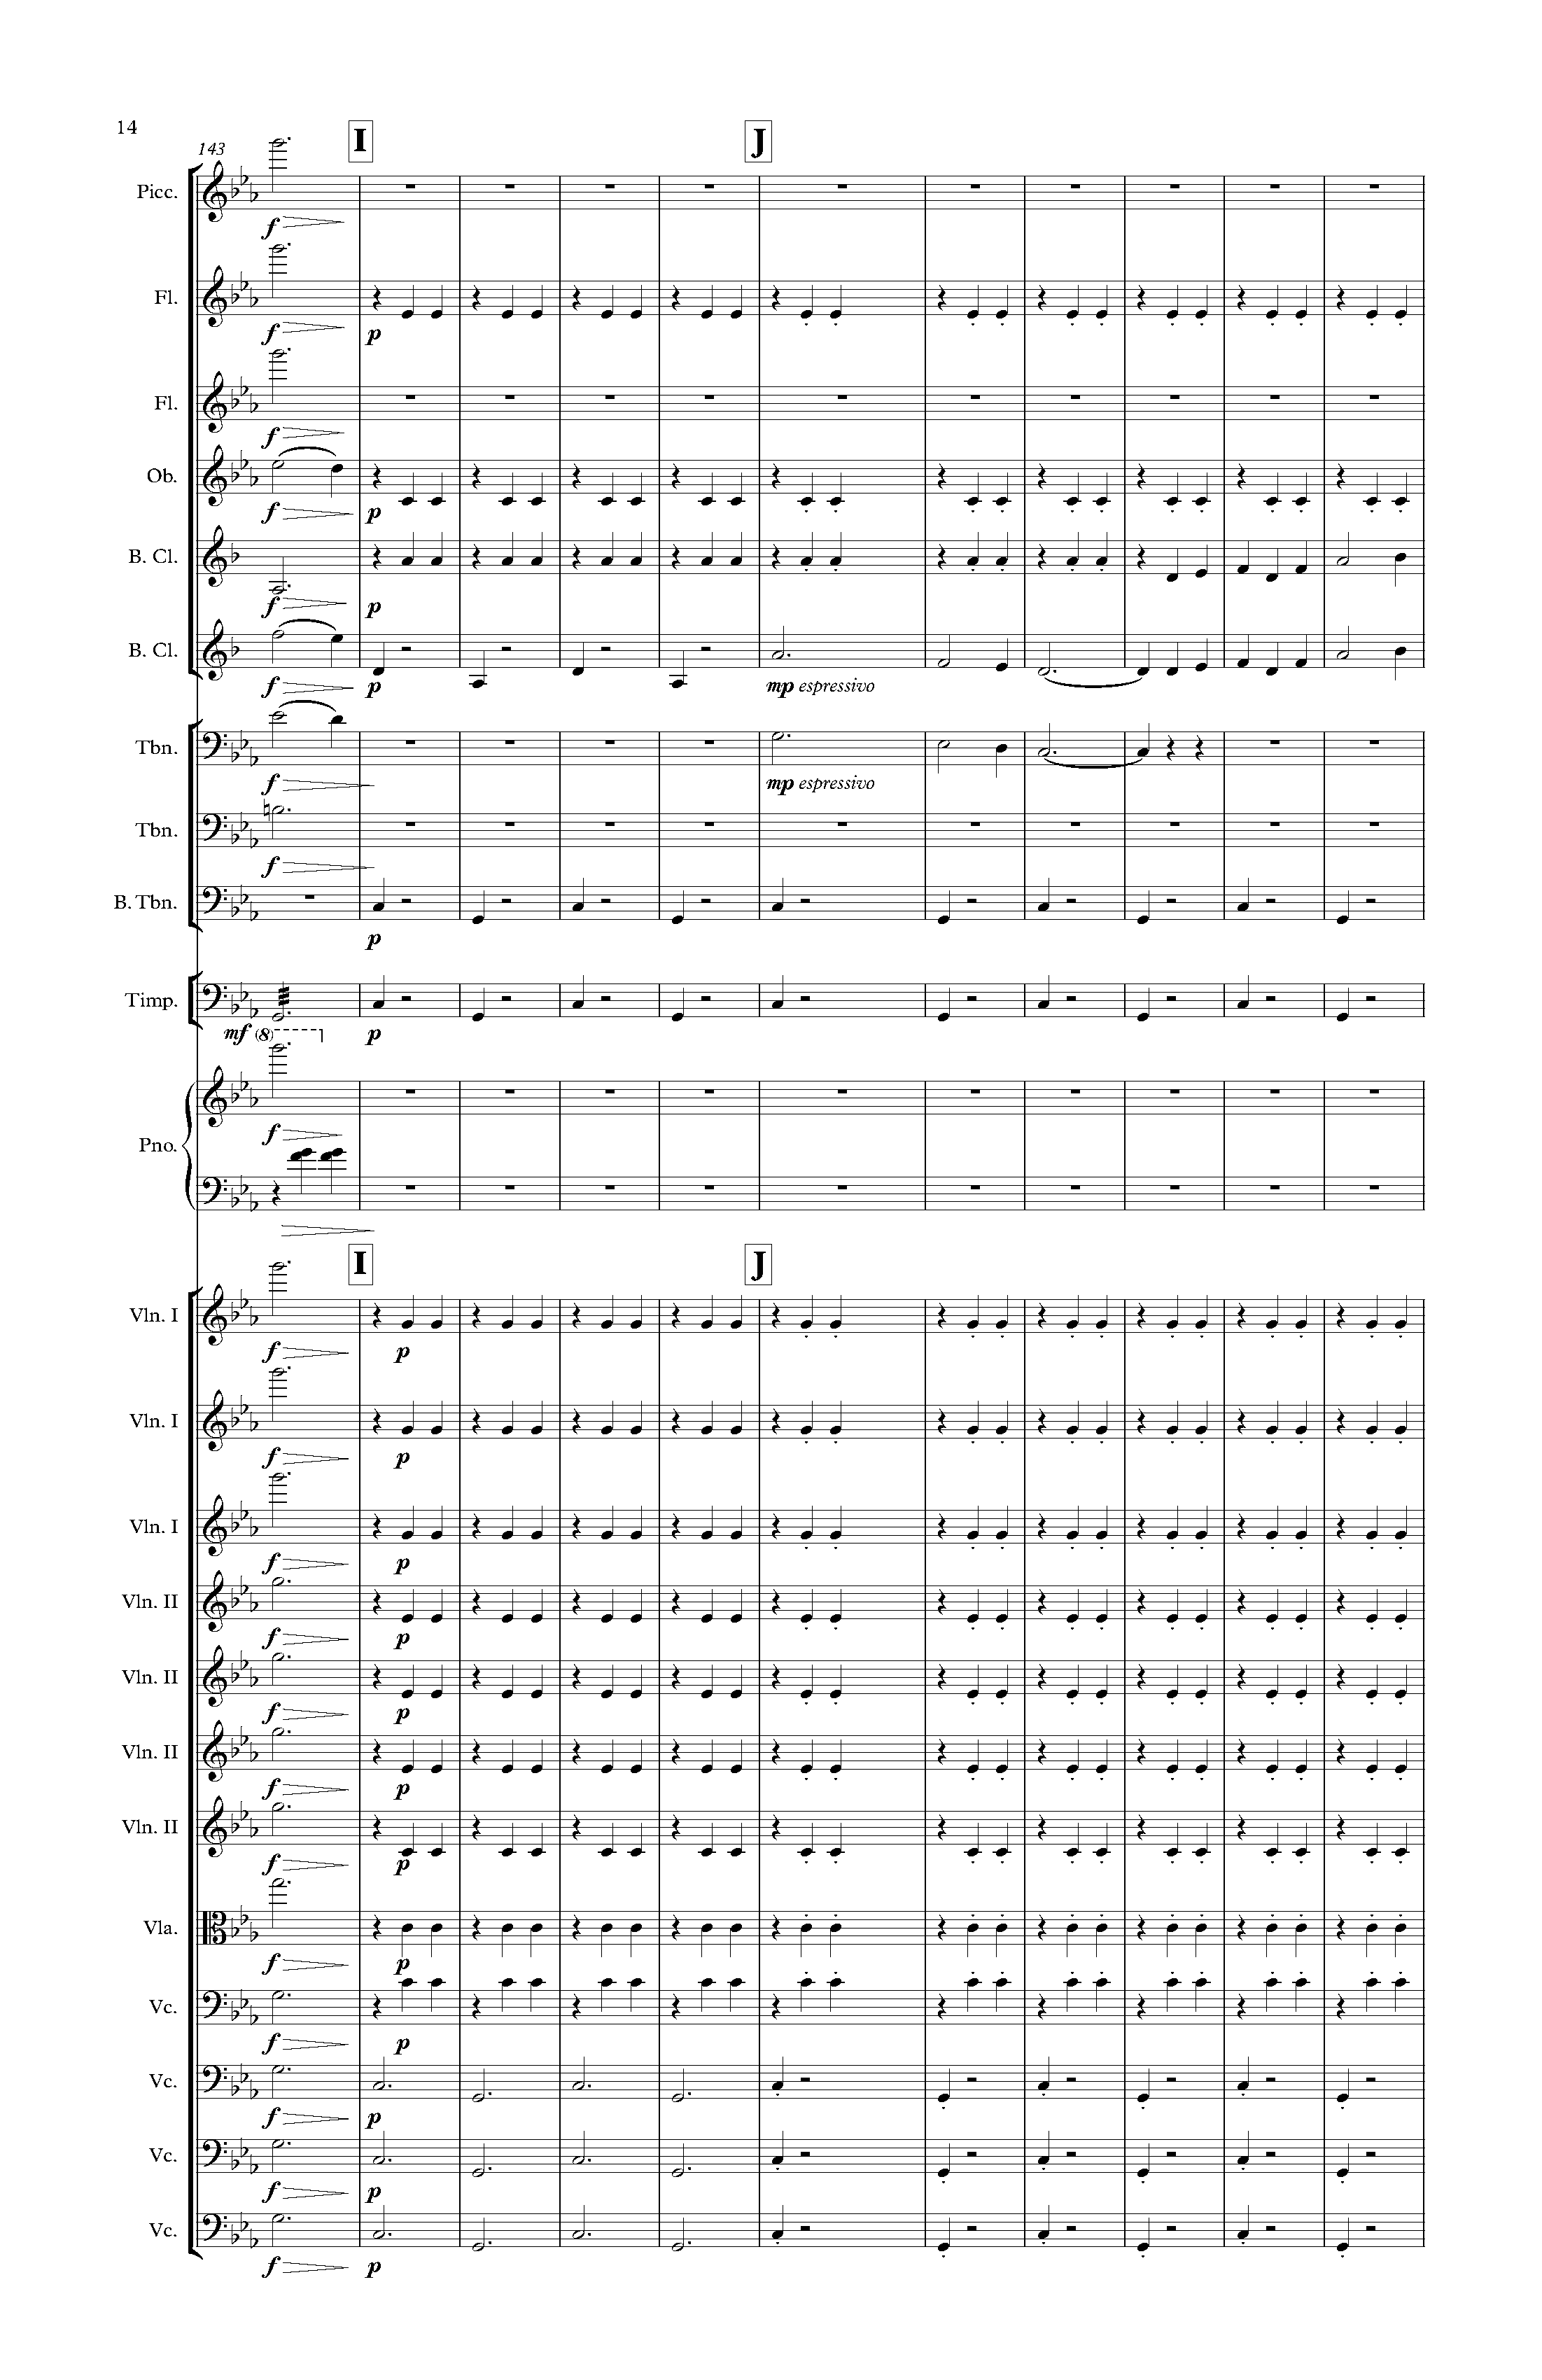 14
143
I
J
Picc.
f
Fl.
f
p
Fl.
f
Ob.
f
p
B. Cl.
f
p
B. Cl.
f
p
mp espressivo
Tbn.
f
mp espressivo
Tbn.
f
B. Tbn.
p
Timp.
mf
p
(8)
Pno.
f
I
J
Vln. I
f
p
Vln. I
f
p
Vln. I
f
p
Vln. II
f
p
Vln. II
f
p
Vln. II
f
p
Vln. II
f
p
Vla.
f
p
Vc.
f
p
Vc.
f
p
Vc.
f
p
Vc.
f
p